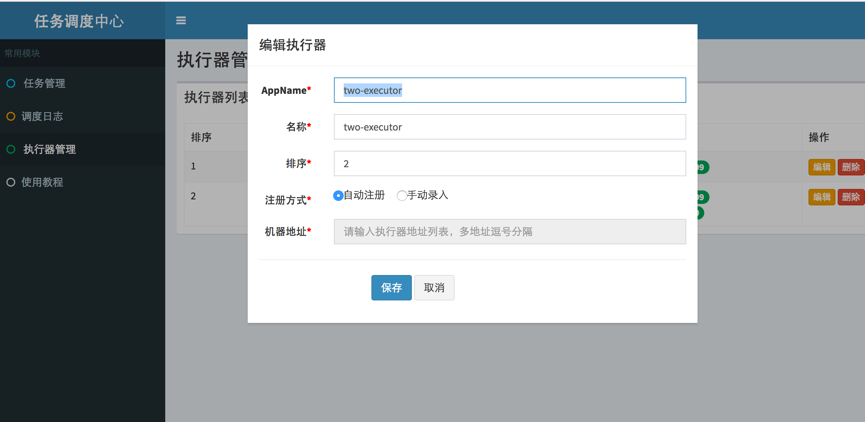 任务调度中心
常用模块
任务管理
调度日志
执行器管理
使用教程
执行器管
执行器列表
排序
操作
1
编辑
删除
2
编辑
删除
编辑执行器
AppName*
two-executor
名称*
two-executor
排序*
2
注册方式*
自动注册
手动录入
机器地址*
请输入执行器地址列表，多地址逗号分隔
保存
取消